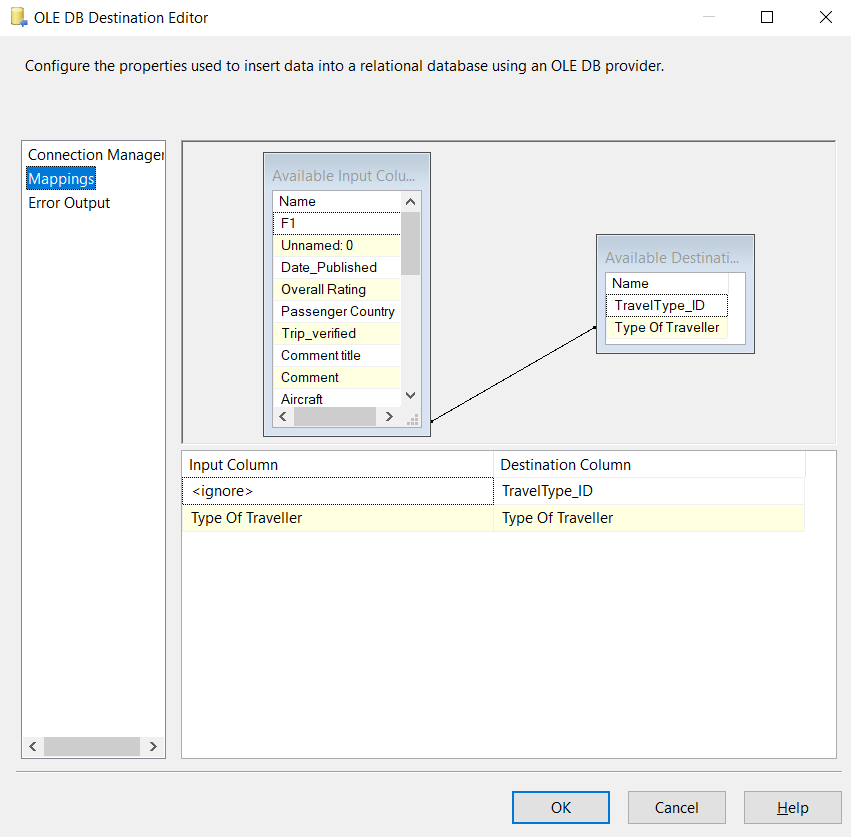 OLE DB Destination Editor
Configure the properties used to insert data into a relational database using an OLE DB provider.
Connection Manager
Mappings
Error Output
Available Input Colu...
Name
F1
Unnamed: 0
Date_Published
Overall Rating
Passenger Country
Trip_verified
Comment title
Comment
Aircraft
Available Destinati...
Name
TravelType_ID
Type Of Traveller
Input Column Destination Column
<ignore> TravelType_ID
Type Of Traveller Type Of Traveller
OK Cancel Help